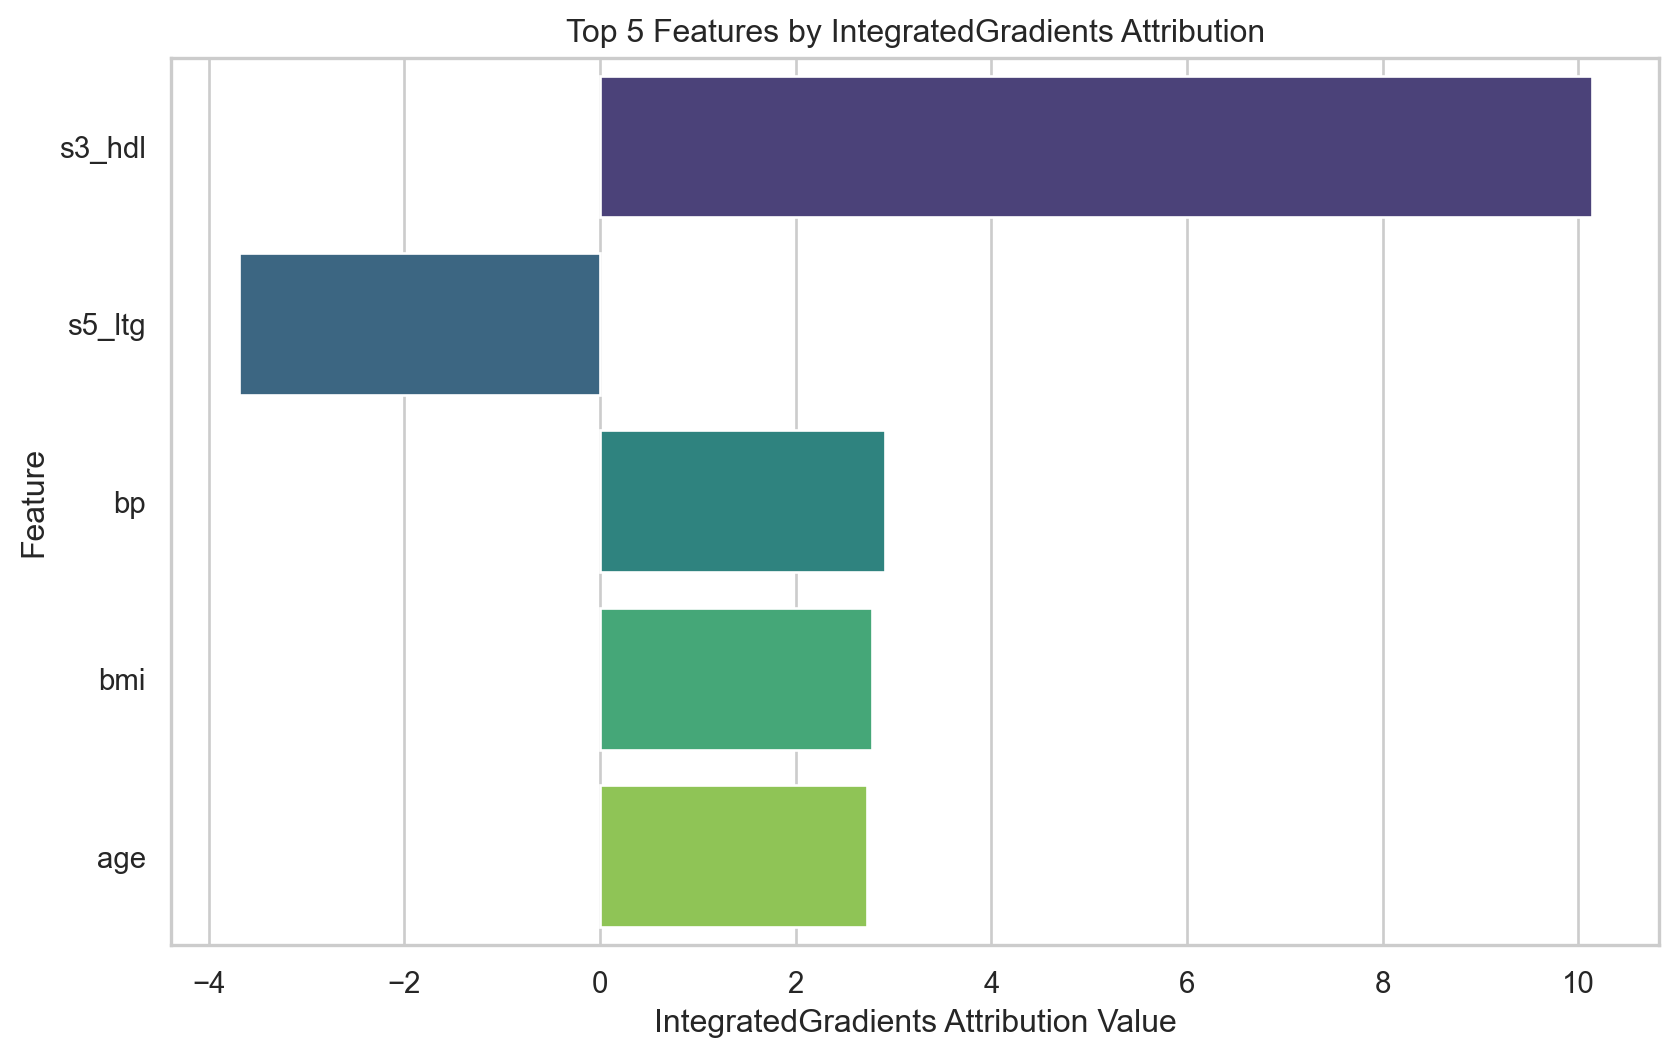 Top 5 Features by IntegratedGradients Attribution
Feature
s3_hdl
s5_ltg
bp
bmi
age
−4 −2 0 2 4 6 8 10
IntegratedGradients Attribution Value